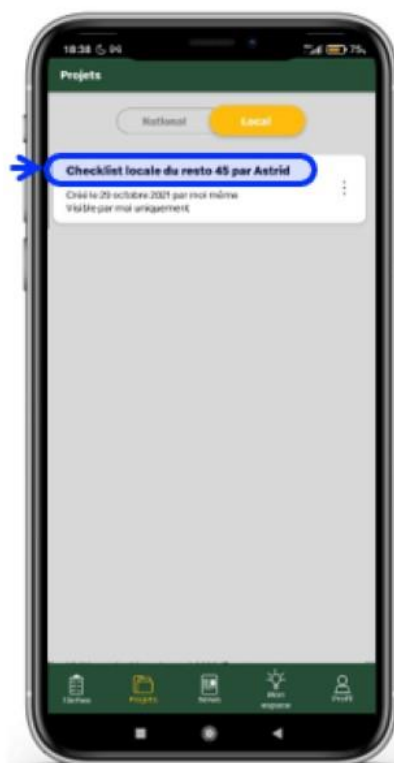 18:38
75
Projets
National
Local
Checklist locale du resto 45 par Astrid
Créé le 29 octobre 2021 par moi même
Visible par moi uniquement
Tâches
Projets
News
Mon espace
Profil